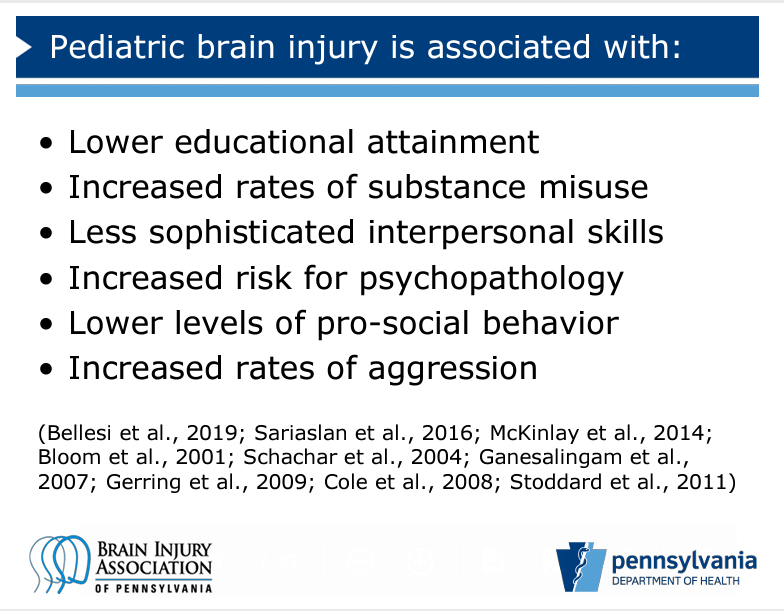 Pediatric brain injury is associated with:
• Lower educational attainment
• Increased rates of substance misuse
• Less sophisticated interpersonal skills
• Increased risk for psychopathology
• Lower levels of pro-social behavior
• Increased rates of aggression
(Bellesi et al., 2019; Sariaslan et al., 2016; McKinlay et al., 2014;
Bloom et al., 2001; Schachar et al., 2004; Ganesalingam et al.,
2007; Gerring et al., 2009; Cole et al., 2008; Stoddard et al., 2011)
BRAIN INJURY
ASSOCIATION
OF PENNSYLVANIA
pennsylvania
DEPARTMENT OF HEALTH